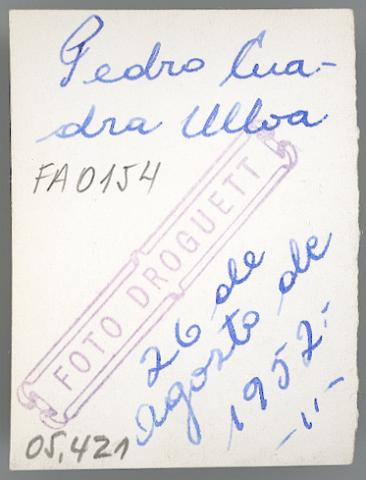 Pedro Cua-
dra Ulloa
FA0154
FOTO DROGUETT
26 de
agosto de
1952.-
-"-
05,421